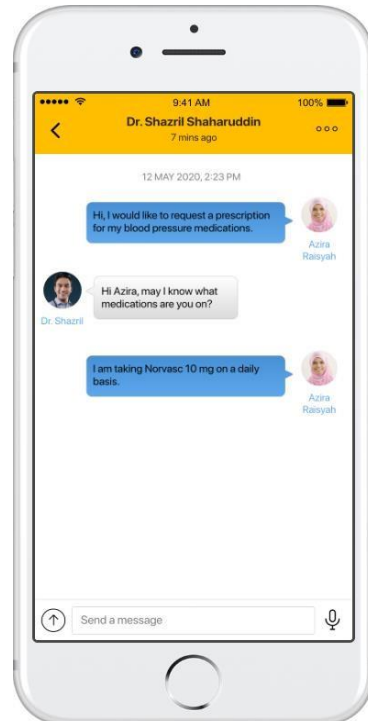 9:41 AM 100%
Dr. Shazril Shaharuddin
7 mins ago
12 MAY 2020, 2:23 PM
Hi, I would like to request a prescription
for my blood pressure medications.
Azira
Raisyah
Hi Azira, may I know what
medications are you on?
Dr. Shazril
I am taking Norvasc 10 mg on a daily
basis.
Azira
Raisyah
Send a message